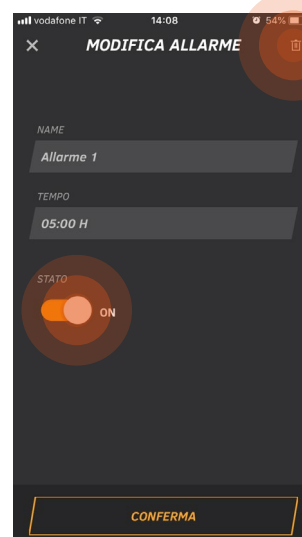 vodafone IT 14:08 54%
MODIFICA ALLARME
NAME
Allarme 1
TEMPO
05:00 H
STATO
ON
CONFERMA